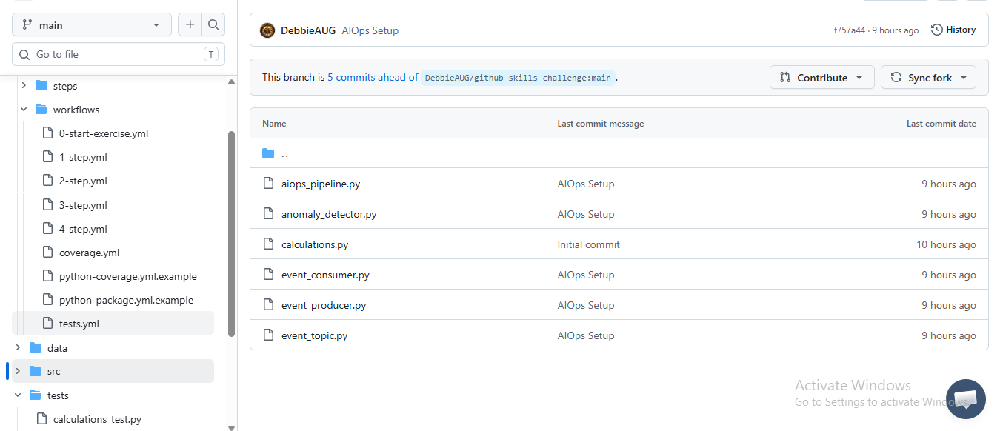 main
Go to file
T
steps
workflows
0-start-exercise.yml
1-step.yml
2-step.yml
3-step.yml
4-step.yml
coverage.yml
python-coverage.yml.example
python-package.yml.example
tests.yml
data
src
tests
calculations_test.py
DebbieAUG AIOps Setup f757a44 · 9 hours ago History
This branch is 5 commits ahead of DebbieAUG/github-skills-challenge:main .
Contribute
Sync fork
Name Last commit message Last commit date
..
aiops_pipeline.py AIOps Setup 9 hours ago
anomaly_detector.py AIOps Setup 9 hours ago
calculations.py Initial commit 10 hours ago
event_consumer.py AIOps Setup 9 hours ago
event_producer.py AIOps Setup 9 hours ago
event_topic.py AIOps Setup 9 hours ago
Activate Windows
Go to Settings to activate Windows.